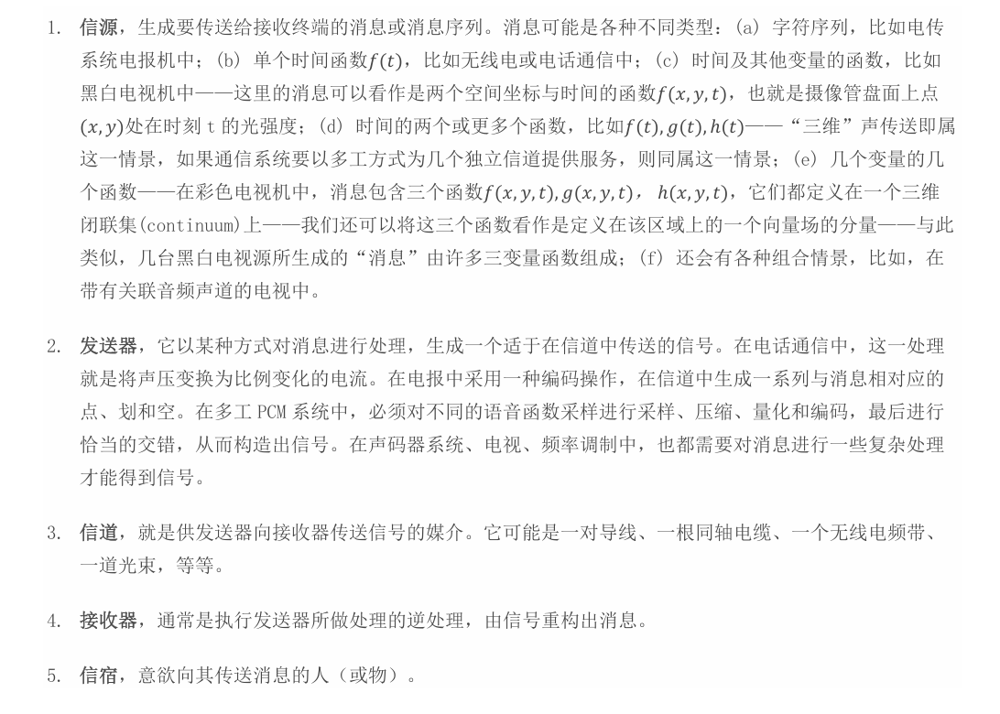 1. 信源，生成要传送给接收终端的消息或消息序列。消息可能是各种不同类型：(a) 字符序列，比如电传
系统电报机中；(b) 单个时间函数f(t)，比如无线电或电话通信中；(c) 时间及其他变量的函数，比如
黑白电视机中——这里的消息可以看作是两个空间坐标与时间的函数f(x,y,t)，也就是摄像管盘面上点
(x,y)处在时刻 t 的光强度；(d) 时间的两个或更多个函数，比如f(t),g(t),h(t)——“三维”声传送即属
这一情景，如果通信系统要以多工方式为几个独立信道提供服务，则同属这一情景；(e) 几个变量的几
个函数——在彩色电视机中，消息包含三个函数f(x,y,t),g(x,y,t)， h(x,y,t)，它们都定义在一个三维
闭联集(continuum)上——我们还可以将这三个函数看作是定义在该区域上的一个向量场的分量——与此
类似，几台黑白电视源所生成的“消息”由许多三变量函数组成；(f) 还会有各种组合情景，比如，在
带有关联音频声道的电视中。
2. 发送器，它以某种方式对消息进行处理，生成一个适于在信道中传送的信号。在电话通信中，这一处理
就是将声压变换为比例变化的电流。在电报中采用一种编码操作，在信道中生成一系列与消息相对应的
点、划和空。在多工 PCM 系统中，必须对不同的语音函数采样进行采样、压缩、量化和编码，最后进行
恰当的交错，从而构造出信号。在声码器系统、电视、频率调制中，也都需要对消息进行一些复杂处理
才能得到信号。
3. 信道，就是供发送器向接收器传送信号的媒介。它可能是一对导线、一根同轴电缆、一个无线电频带、
一道光束，等等。
4. 接收器，通常是执行发送器所做处理的逆处理，由信号重构出消息。
5. 信宿，意欲向其传送消息的人（或物）。